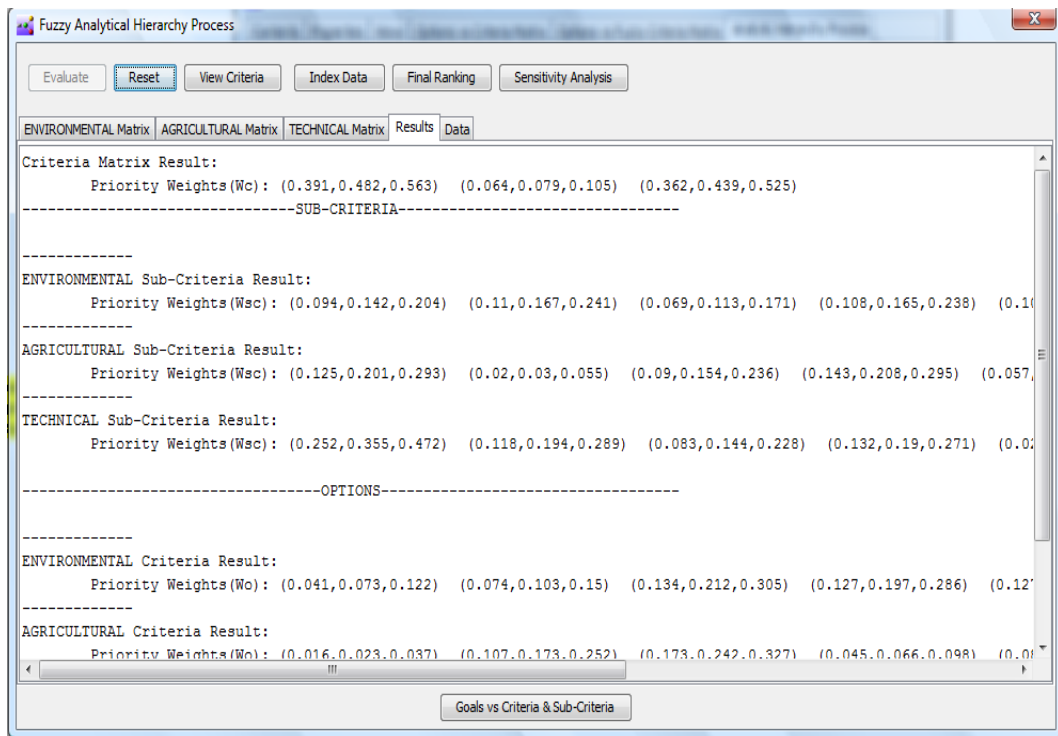 Fuzzy Analytical Hierarchy Process
Evaluate Reset View Criteria Index Data Final Ranking Sensitivity Analysis
ENVIRONMENTAL Matrix AGRICULTURAL Matrix TECHNICAL Matrix Results Data
Criteria Matrix Result:
Priority Weights(Wc): (0.391,0.482,0.563) (0.064,0.079,0.105) (0.362,0.439,0.525)
--------------------------------SUB-CRITERIA---------------------------------
-------------
ENVIRONMENTAL Sub-Criteria Result:
Priority Weights(Wsc): (0.094,0.142,0.204) (0.11,0.167,0.241) (0.069,0.113,0.171) (0.108,0.165,0.238) (0.10
-------------
AGRICULTURAL Sub-Criteria Result:
Priority Weights(Wsc): (0.125,0.201,0.293) (0.02,0.03,0.055) (0.09,0.154,0.236) (0.143,0.208,0.295) (0.057,
-------------
TECHNICAL Sub-Criteria Result:
Priority Weights(Wsc): (0.252,0.355,0.472) (0.118,0.194,0.289) (0.083,0.144,0.228) (0.132,0.19,0.271) (0.02
-----------------------------------OPTIONS-----------------------------------
-------------
ENVIRONMENTAL Criteria Result:
Priority Weights(Wo): (0.041,0.073,0.122) (0.074,0.103,0.15) (0.134,0.212,0.305) (0.127,0.197,0.286) (0.127
-------------
AGRICULTURAL Criteria Result:
Priority Weights(Wo): (0.016,0.023,0.037) (0.107,0.173,0.252) (0.173,0.242,0.327) (0.045,0.066,0.098)
Goals vs Criteria & Sub-Criteria